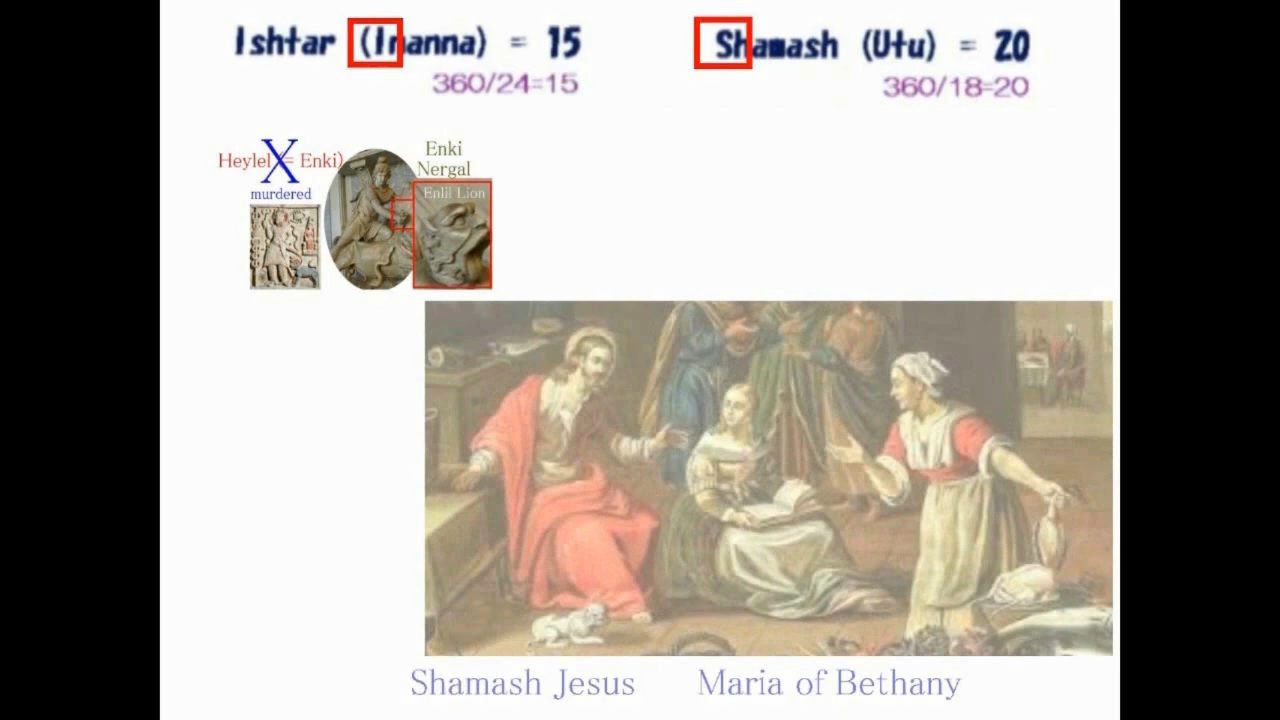 Ishtar (Inanna) = 15
360/24=15
Shamash (Utu) = 20
360/18=20
Heylel (= Enki)
X
murdered
Enki
Nergal
Enlil Lion
Shamash Jesus
Maria of Bethany